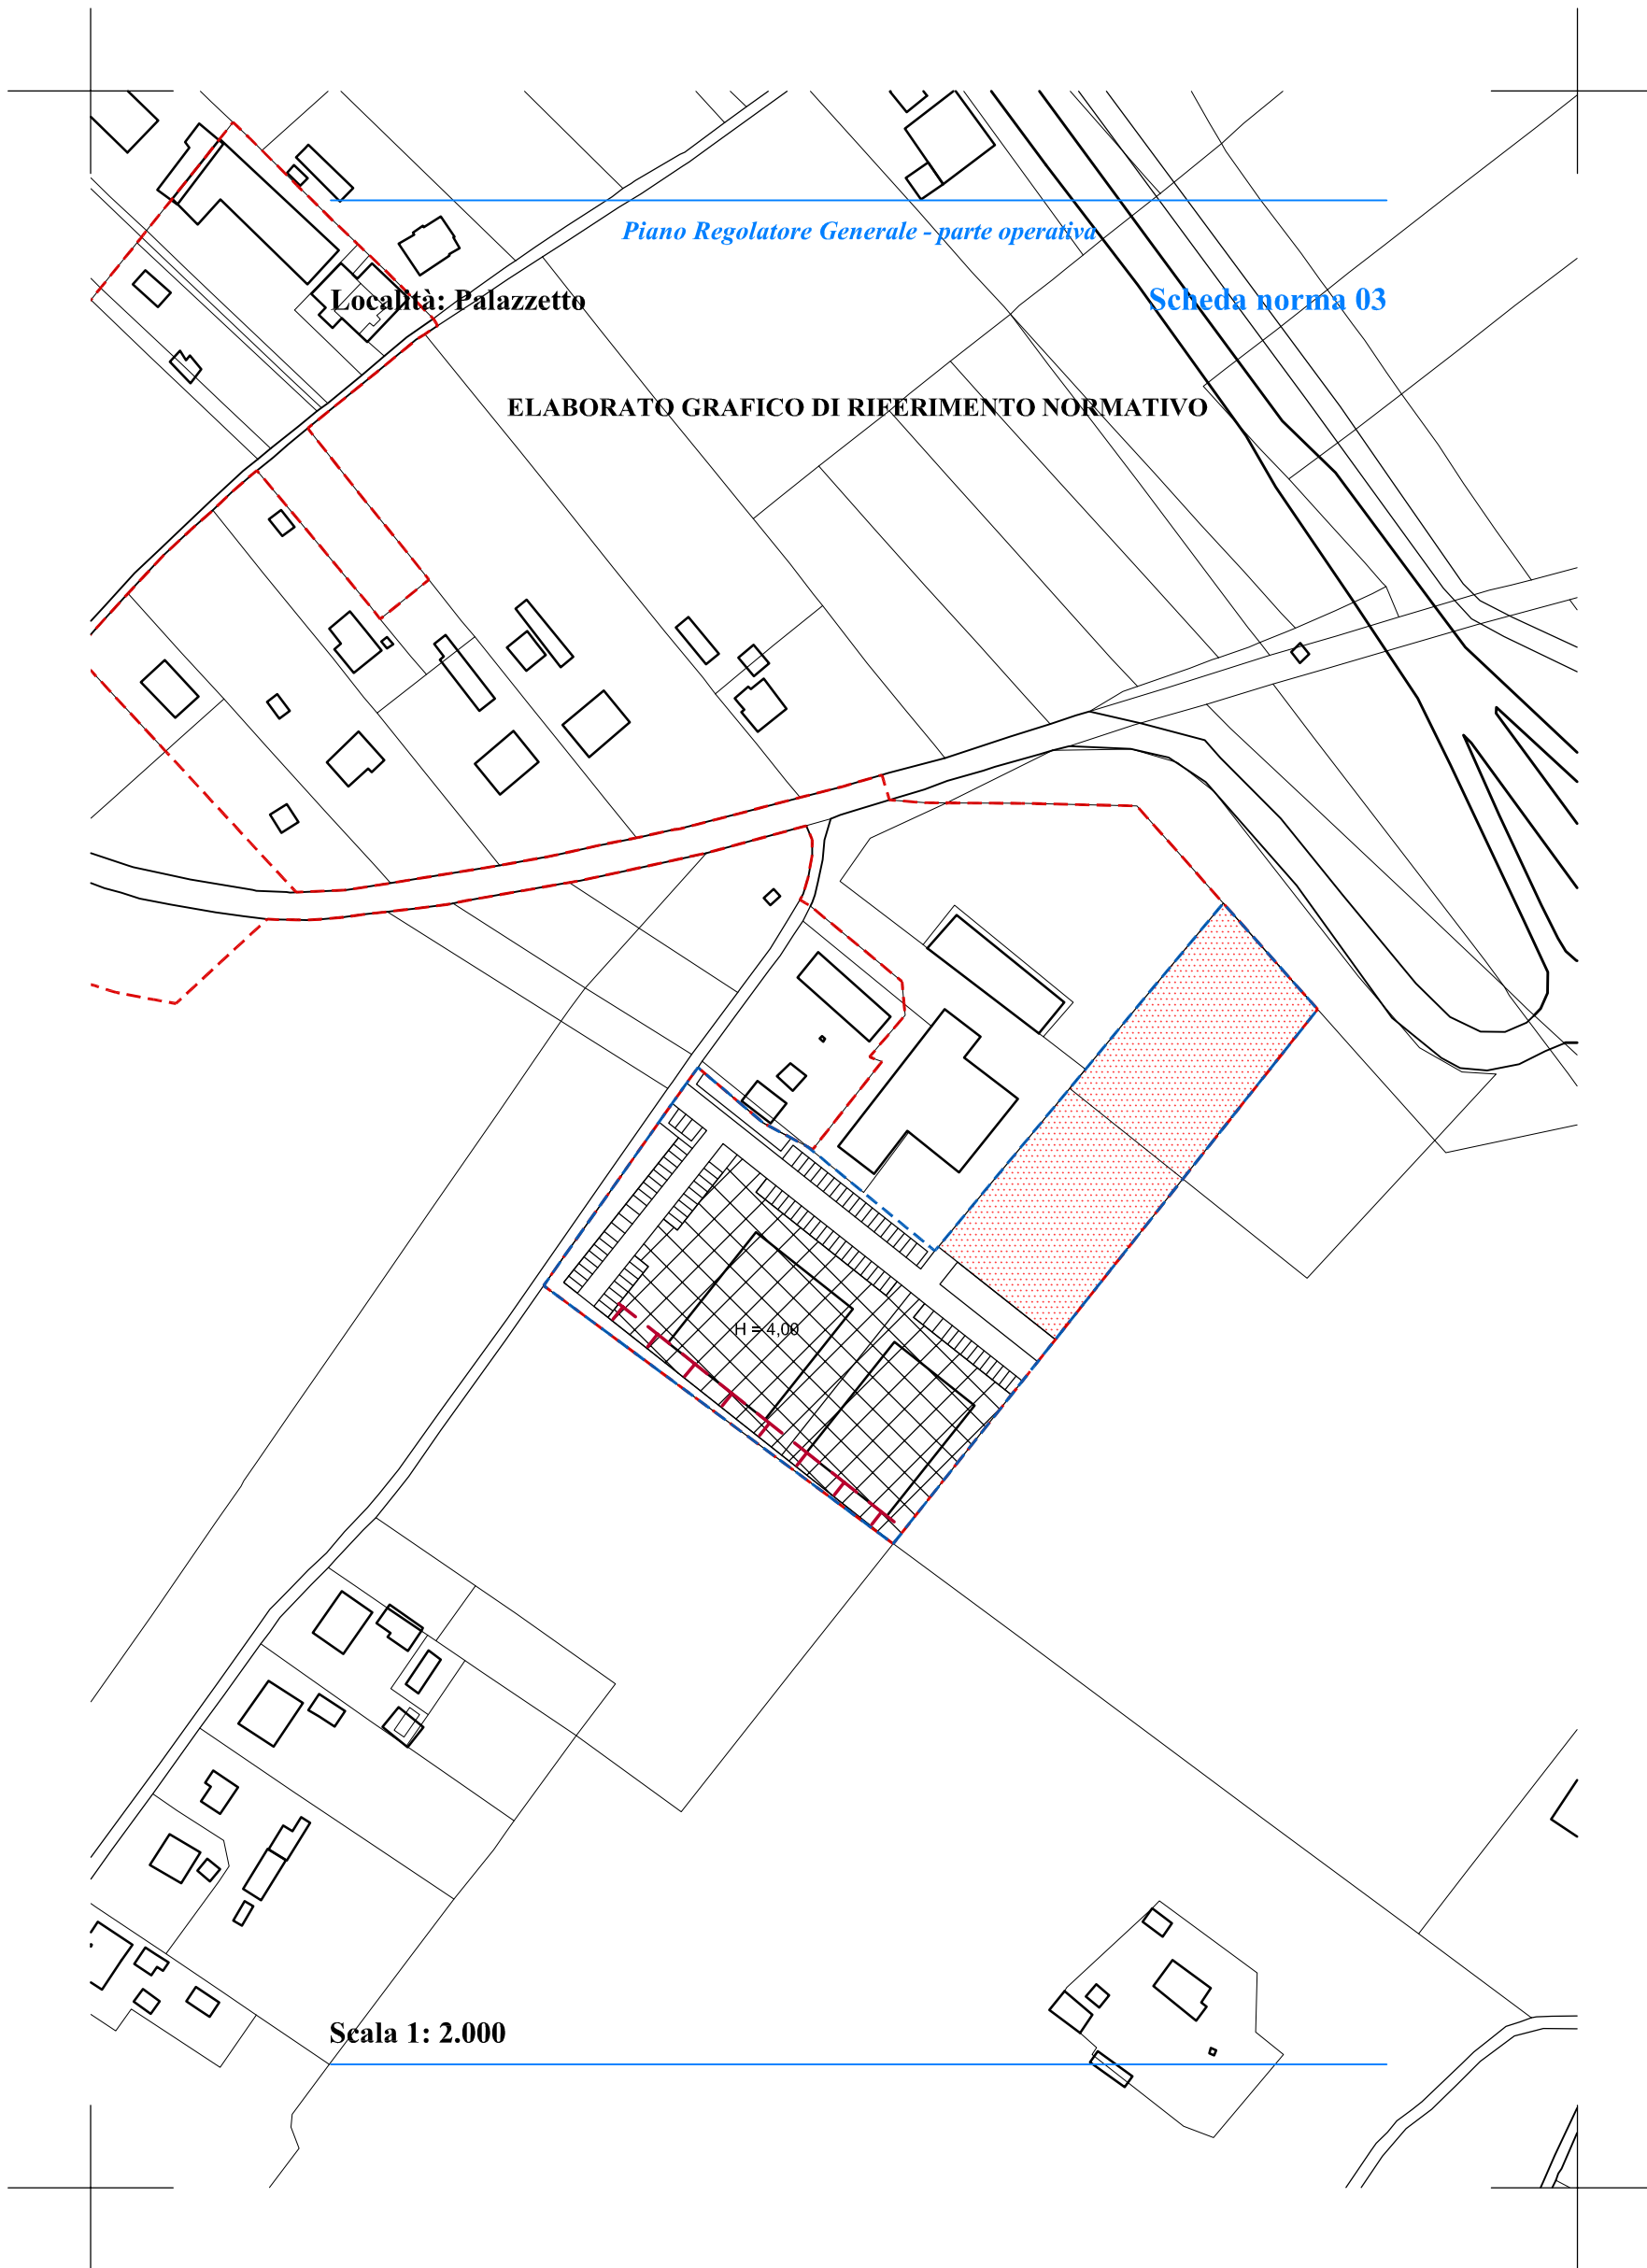 Piano Regolatore Generale - parte operativa
Località: Palazzetto
Scheda norma 03
ELABORATO GRAFICO DI RIFERIMENTO NORMATIVO
H = 4,00
Scala 1: 2.000